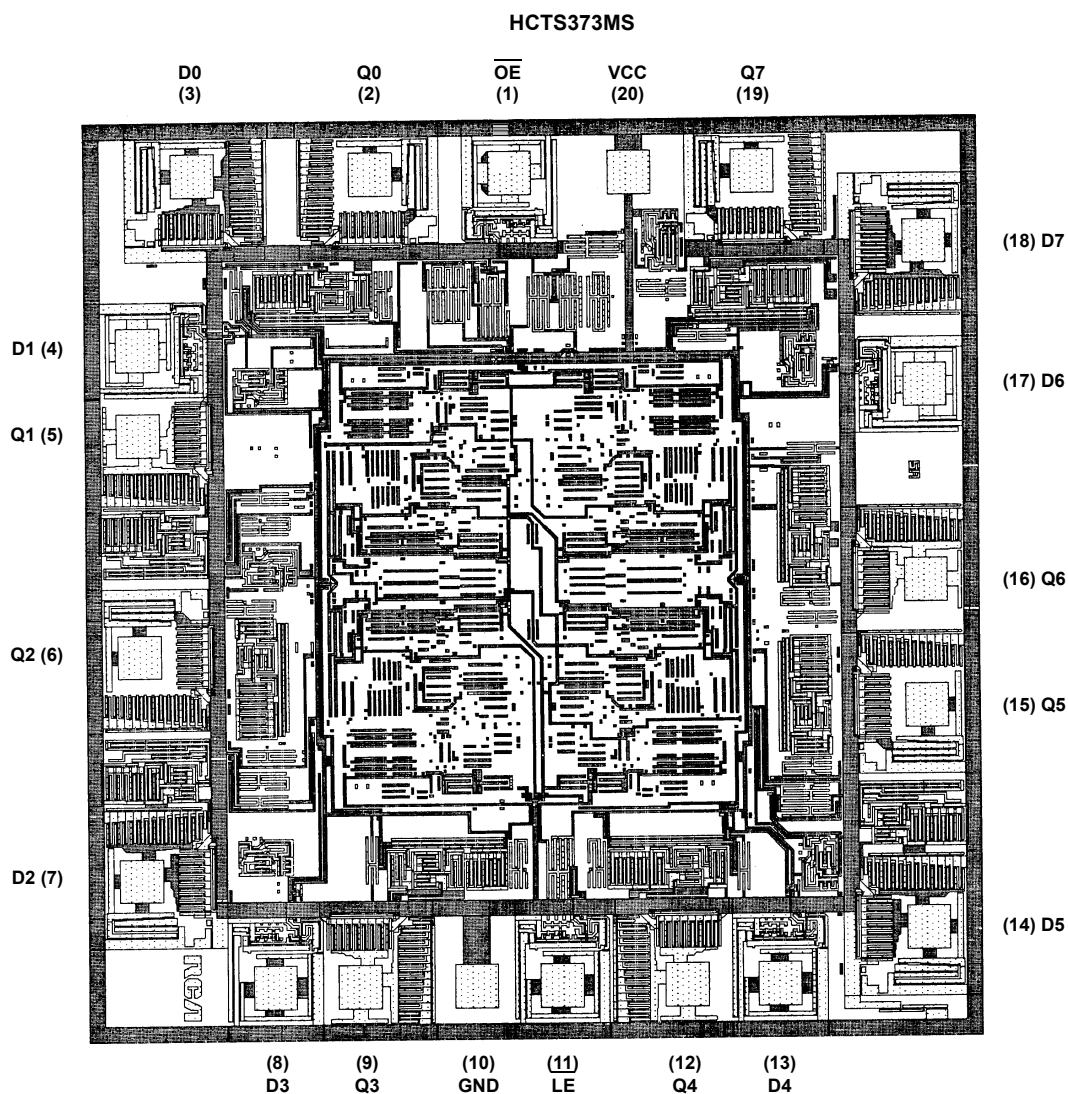 HCTS373MS
D0
(3)
Q0
(2)
OE
(1)
VCC
(20)
Q7
(19)
(18) D7
D1 (4)
(17) D6
Q1 (5)
(16) Q6
Q2 (6)
(15) Q5
D2 (7)
(14) D5
RCA
(8)
D3
(9)
Q3
(10)
GND
(11)
LE
(12)
Q4
(13)
D4